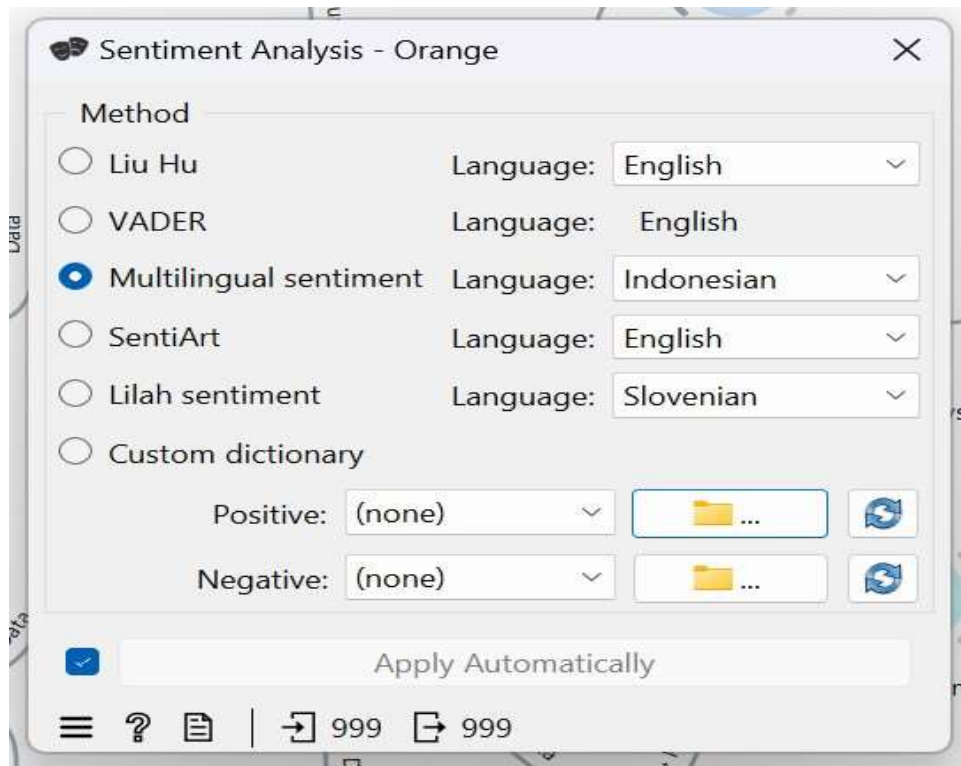 Sentiment Analysis - Orange
Method
Liu Hu Language: English
VADER Language: English
Multilingual sentiment Language: Indonesian
SentiArt Language: English
Lilah sentiment Language: Slovenian
Custom dictionary
Positive: (none) ...
Negative: (none) ...
Apply Automatically
? 999 999
Data